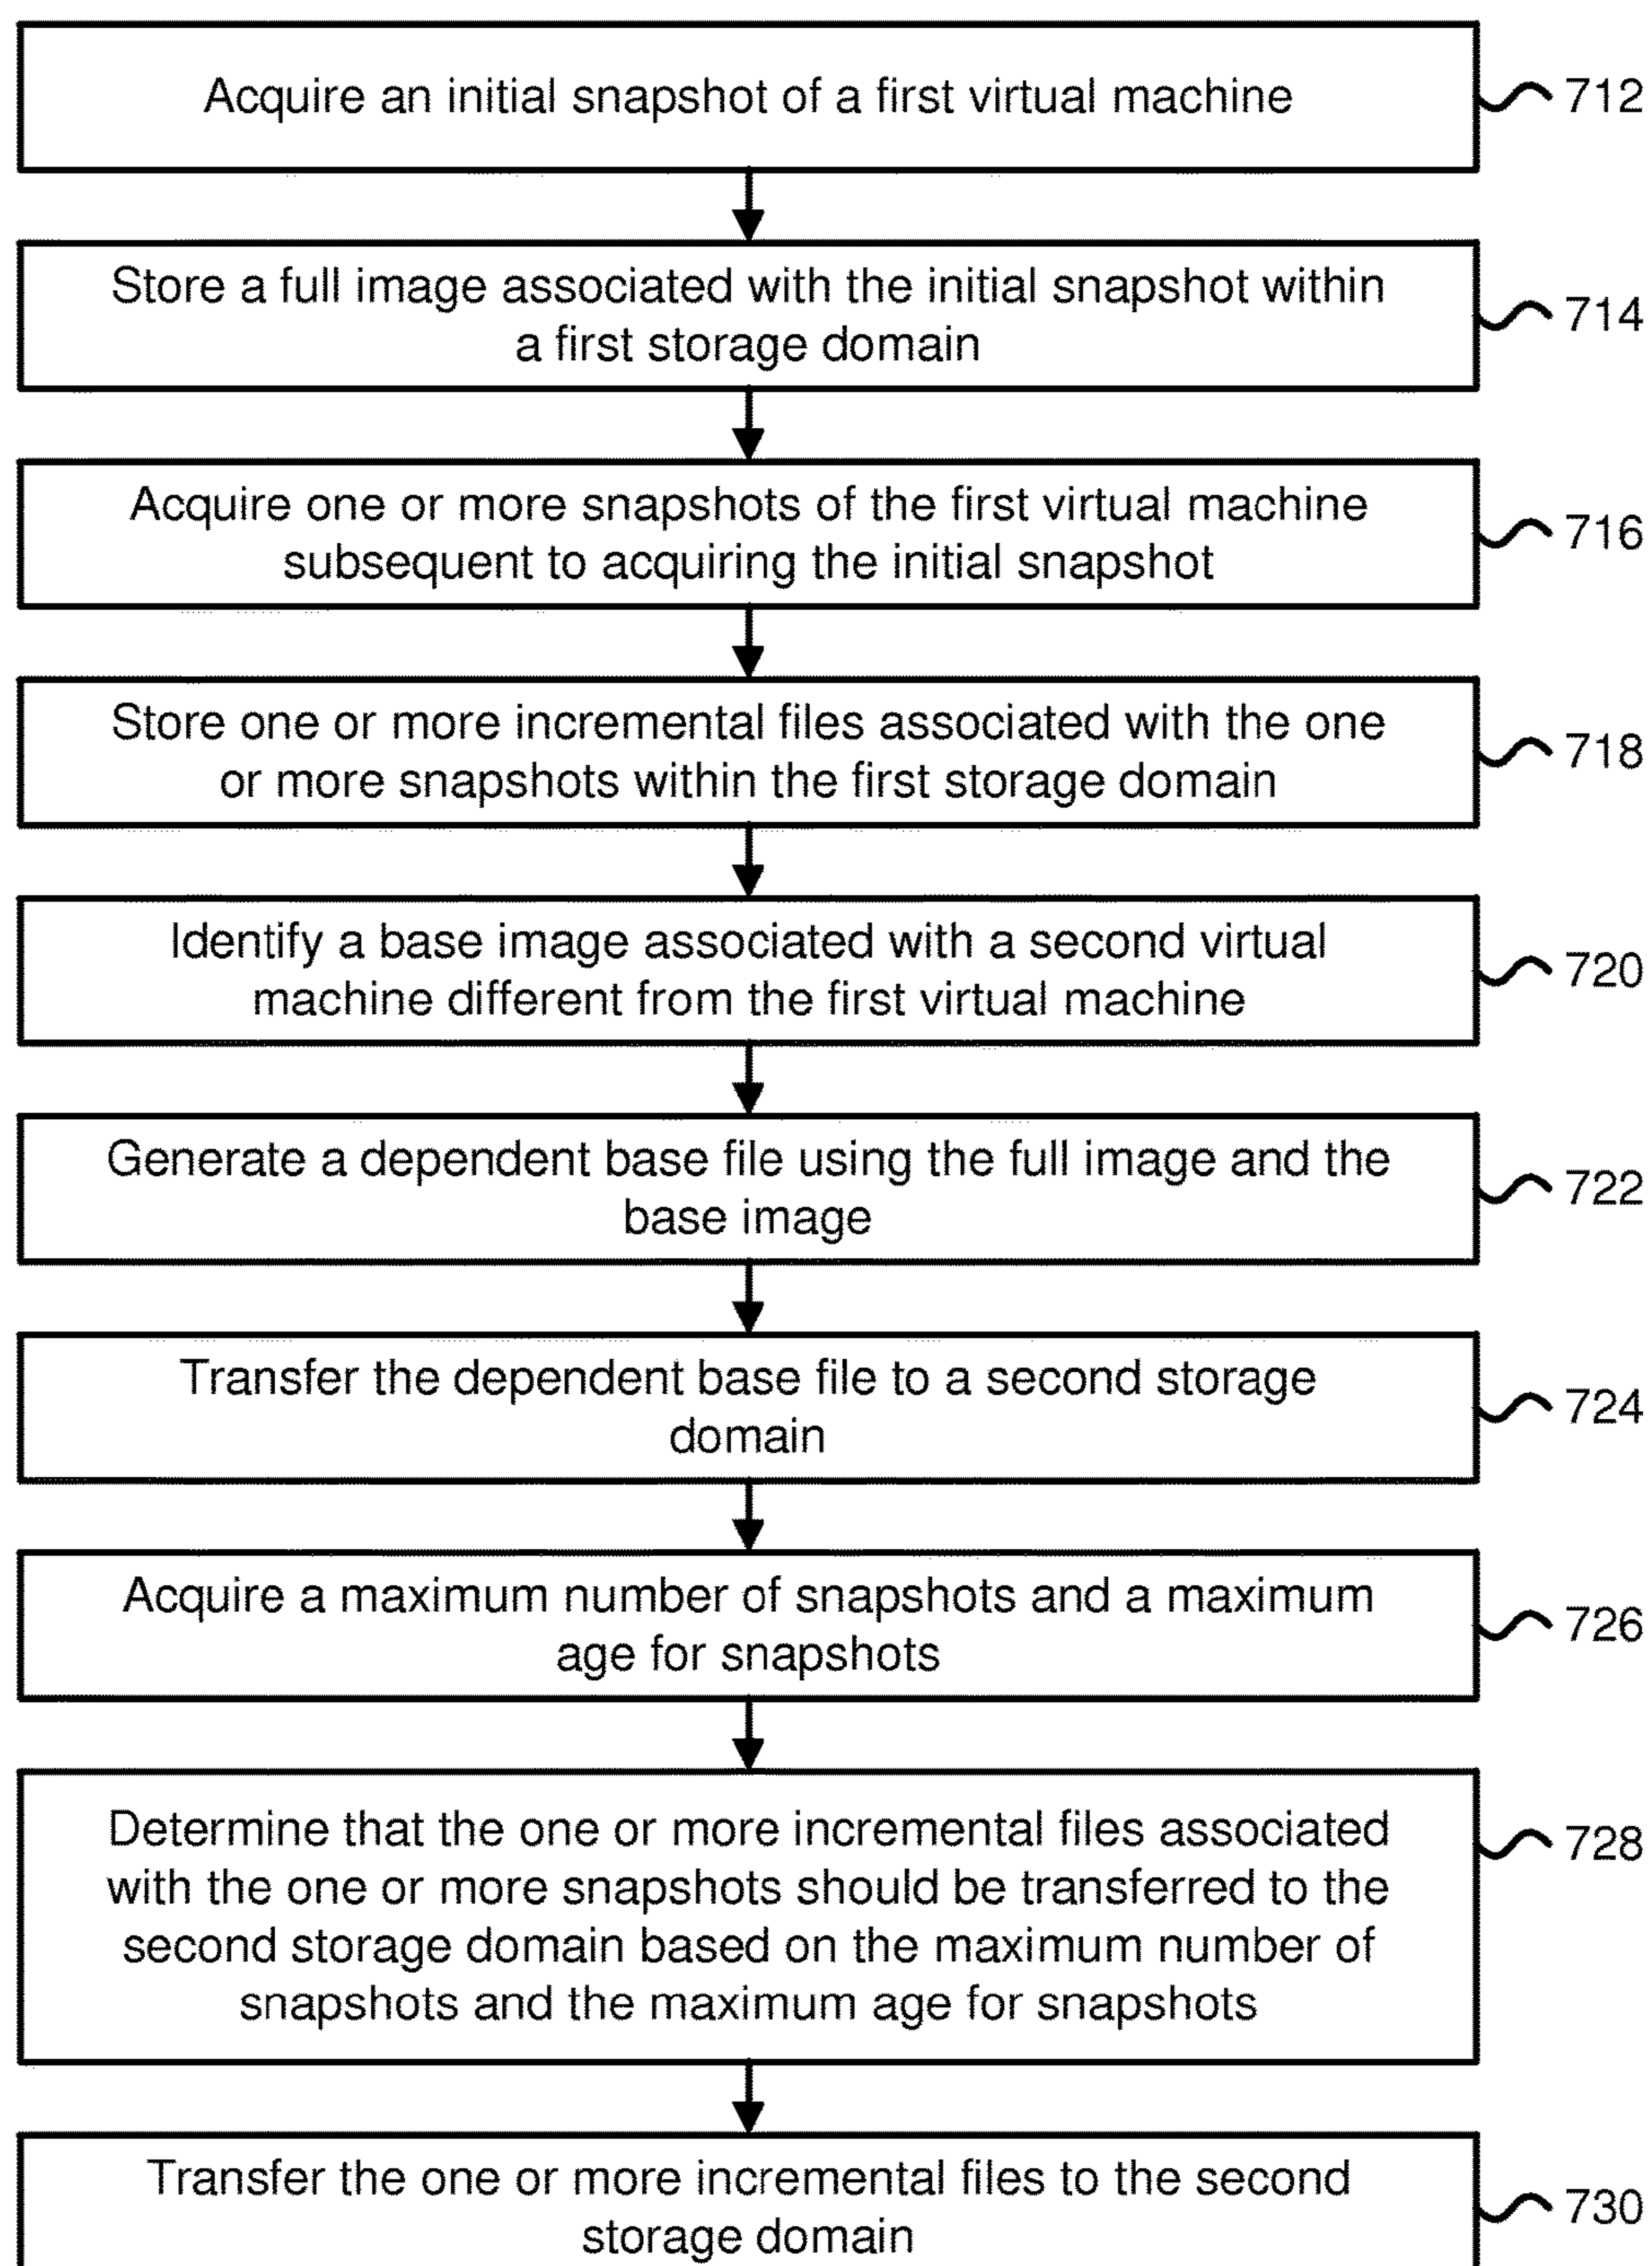 Acquire an initial snapshot of a first virtual machine
712
Store a full image associated with the initial snapshot within
a first storage domain
714
Acquire one or more snapshots of the first virtual machine
subsequent to acquiring the initial snapshot
716
Store one or more incremental files associated with the one
or more snapshots within the first storage domain
718
Identify a base image associated with a second virtual
machine different from the first virtual machine
720
Generate a dependent base file using the full image and the
base image
722
Transfer the dependent base file to a second storage
domain
724
Acquire a maximum number of snapshots and a maximum
age for snapshots
726
Determine that the one or more incremental files associated
with the one or more snapshots should be transferred to the
second storage domain based on the maximum number of
snapshots and the maximum age for snapshots
728
Transfer the one or more incremental files to the second
storage domain
730